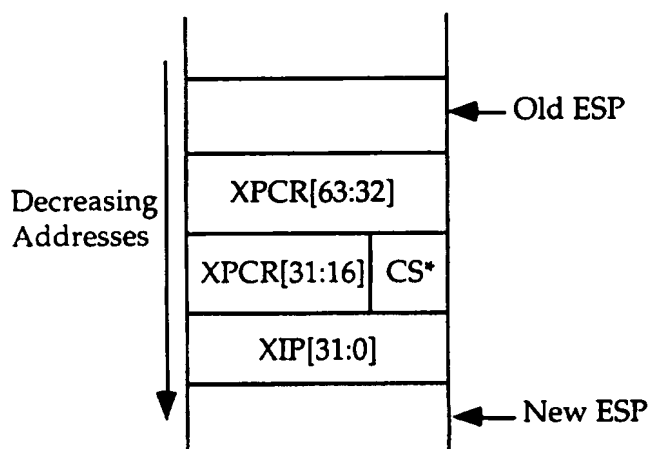 Old ESP
XPCR[63:32]
Decreasing
Addresses
XPCR[31:16] CS*
XIP[31:0]
New ESP